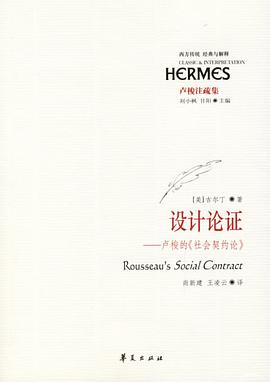 西方传统 经典与解释
CLASSIC & INTERPRETATION
HERMES
卢梭注疏集
刘小枫 甘阳 主编
[美] 古尔丁 著
设计论证
——卢梭的《社会契约论》
Rousseau's Social Contract
尚新建 王凌云 译
华夏出版社